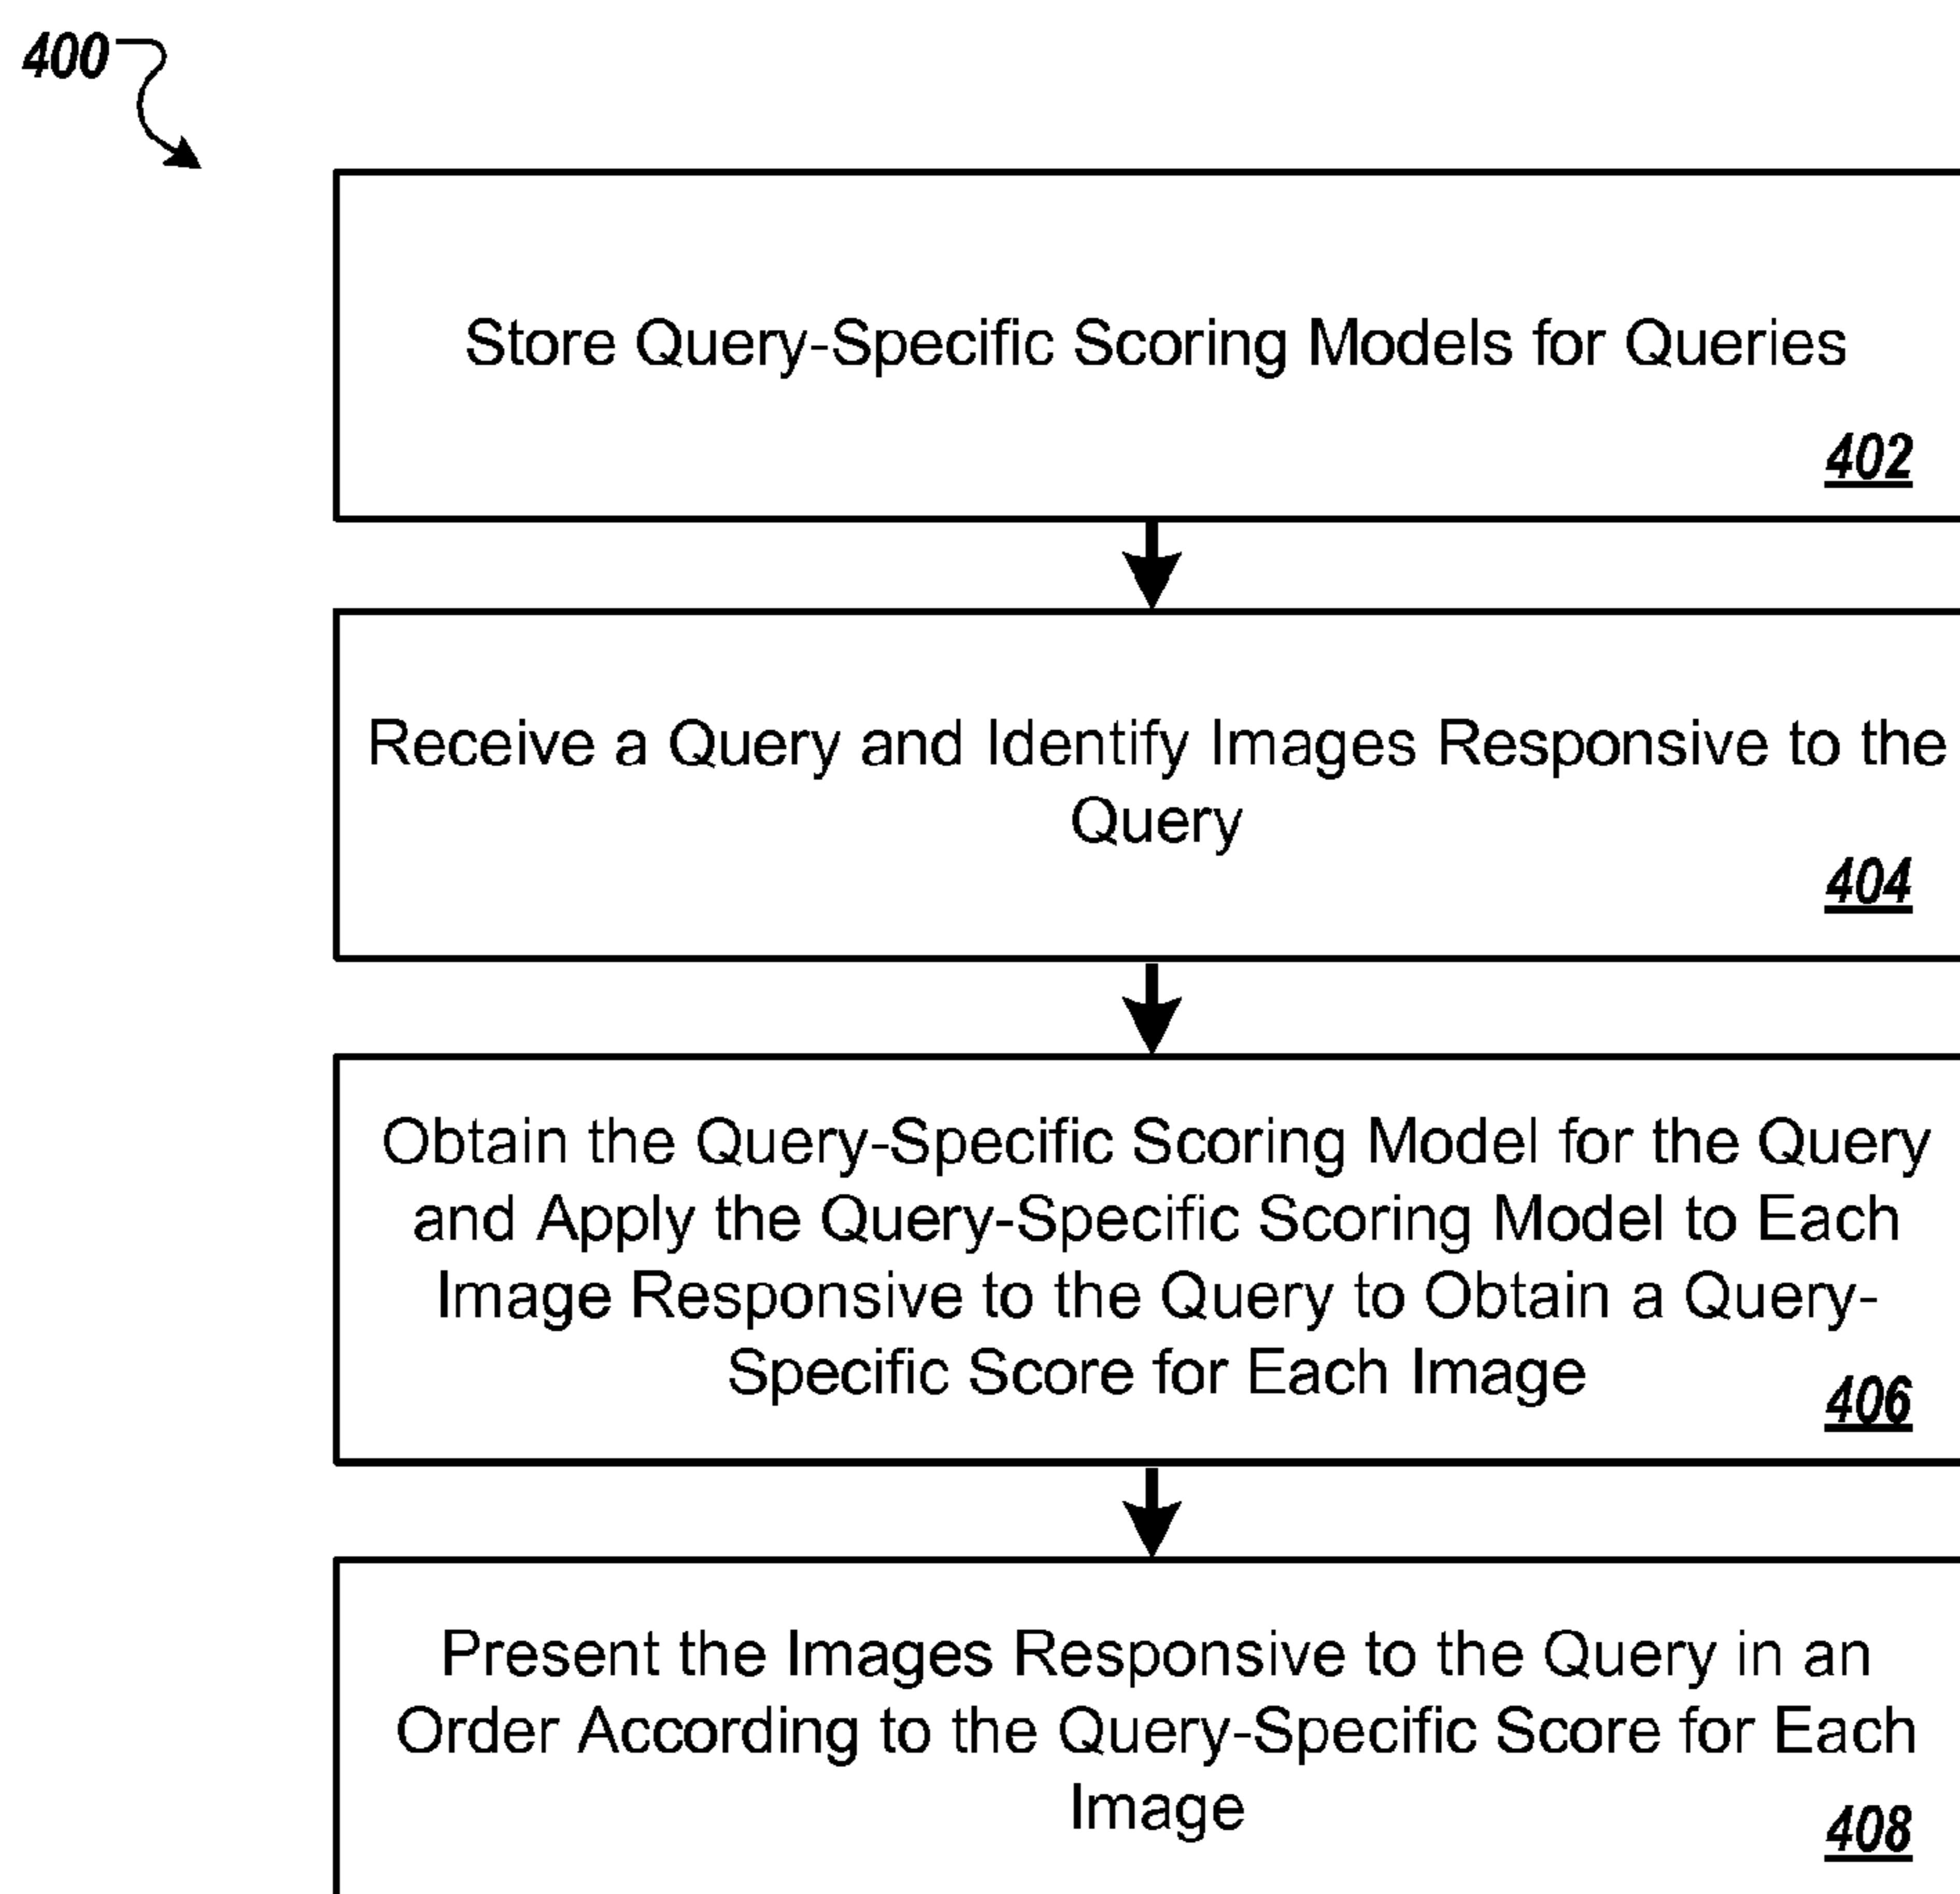 400
Store Query-Specific Scoring Models for Queries
402
Receive a Query and Identify Images Responsive to the
Query
404
Obtain the Query-Specific Scoring Model for the Query
and Apply the Query-Specific Scoring Model to Each
Image Responsive to the Query to Obtain a Query-
Specific Score for Each Image
406
Present the Images Responsive to the Query in an
Order According to the Query-Specific Score for Each
Image
408